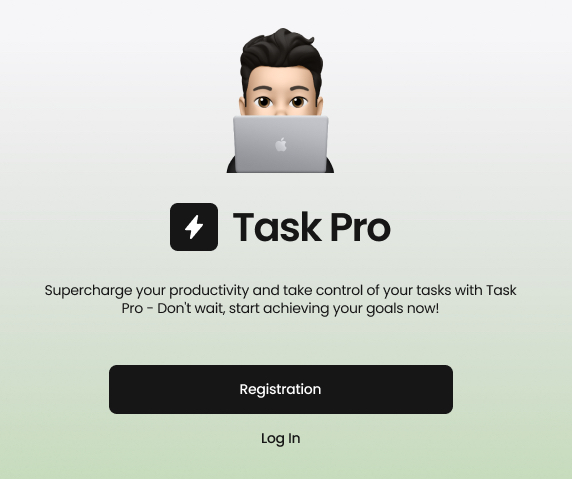 Task Pro
Supercharge your productivity and take control of your tasks with Task
Pro - Don't wait, start achieving your goals now!
Registration
Log In